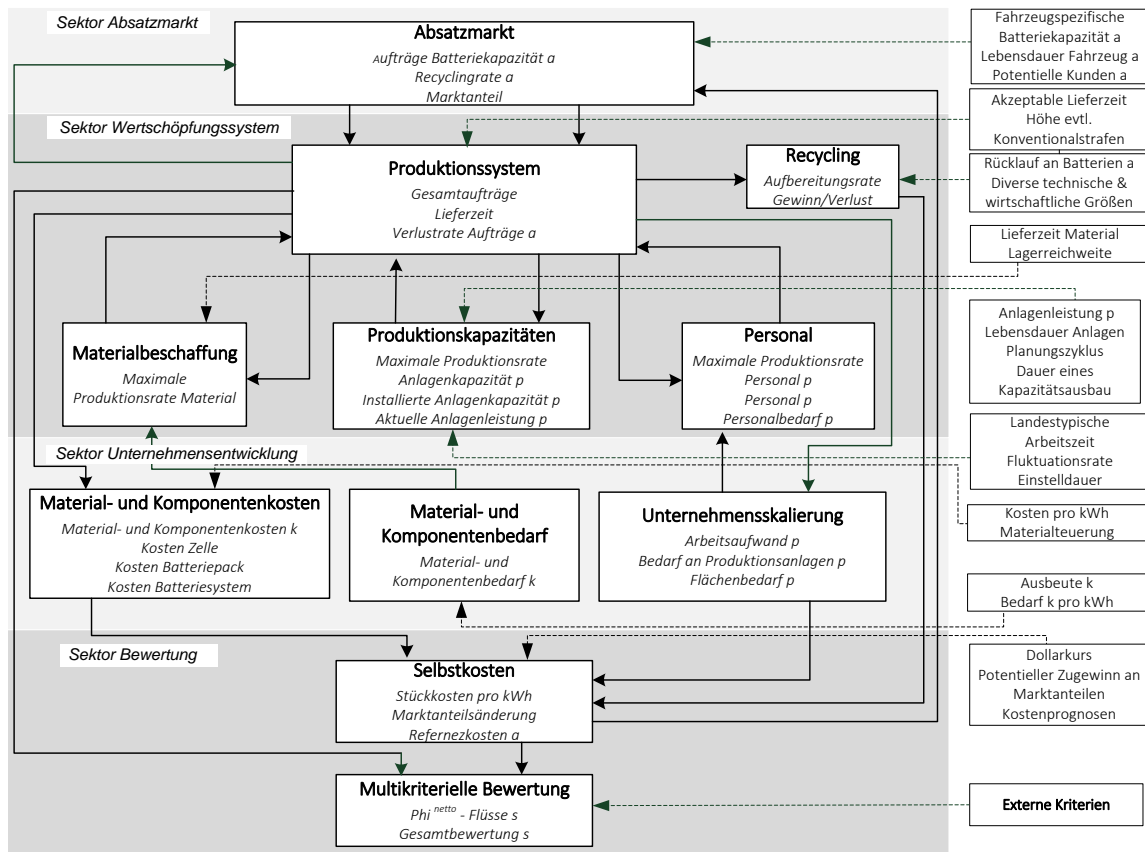 Sektor Absatzmarkt
Absatzmarkt
Aufträge Batteriekapazität a
Recyclingrate a
Marktanteil
Fahrzeugspezifische
Batteriekapazität a
Lebensdauer Fahrzeug a
Potentielle Kunden a
Sektor Wertschöpfungssystem
Akzeptable Lieferzeit
Höhe evtl.
Konventionalstrafen
Produktionssystem
Gesamtaufträge
Lieferzeit
Verlustrate Aufträge a
Recycling
Aufbereitungsrate
Gewinn/Verlust
Rücklauf an Batterien a
Diverse technische &
wirtschaftliche Größen
Lieferzeit Material
Lagerreichweite
Materialbeschaffung
Maximale
Produktionsrate Material
Produktionskapazitäten
Maximale Produktionsrate
Anlagenkapazität p
Installierte Anlagenkapazität p
Aktuelle Anlagenleistung p
Personal
Maximale Produktionsrate
Personal p
Personal p
Personalbedarf p
Anlagenleistung p
Lebensdauer Anlagen
Planungszyklus
Dauer eines
Kapazitätsausbau
Sektor Unternehmensentwicklung
Landestypische
Arbeitszeit
Fluktuationsrate
Einstelldauer
Material- und Komponentenkosten
Material- und Komponentenkosten k
Kosten Zelle
Kosten Batteriepack
Kosten Batteriesystem
Material- und
Komponentenbedarf
Material- und
Komponentenbedarf k
Unternehmensskalierung
Arbeitsaufwand p
Bedarf an Produktionsanlagen p
Flächenbedarf p
Kosten pro kWh
Materialteuerung
Ausbeute k
Bedarf k pro kWh
Sektor Bewertung
Selbstkosten
Stückkosten pro kWh
Marktanteilsänderung
Refernezkosten a
Dollarkurs
Potentieller Zugewinn an
Marktanteilen
Kostenprognosen
Multikriterielle Bewertung
Phi netto - Flüsse s
Gesamtbewertung s
Externe Kriterien